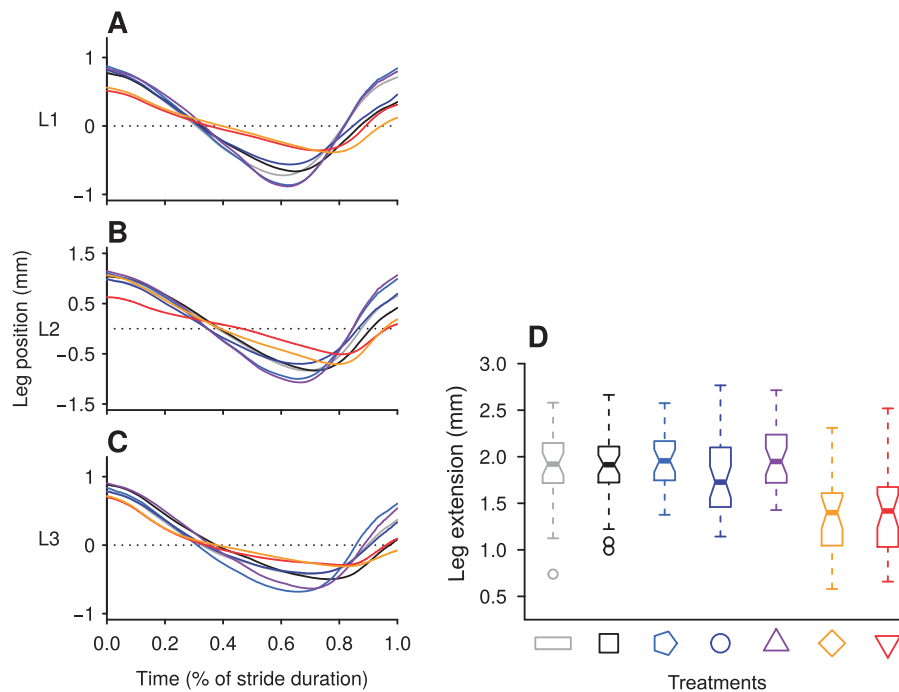 A
1
0
−1
L1
B
1.5
0.5
−0.5
−1.5
L2
Leg position (mm)
C
1
0
−1
L3
0.0 0.2 0.4 0.6 0.8 1.0
Time (% of stride duration)
D
3.0
2.5
2.0
1.5
1.0
0.5
Leg extension (mm)
Treatments